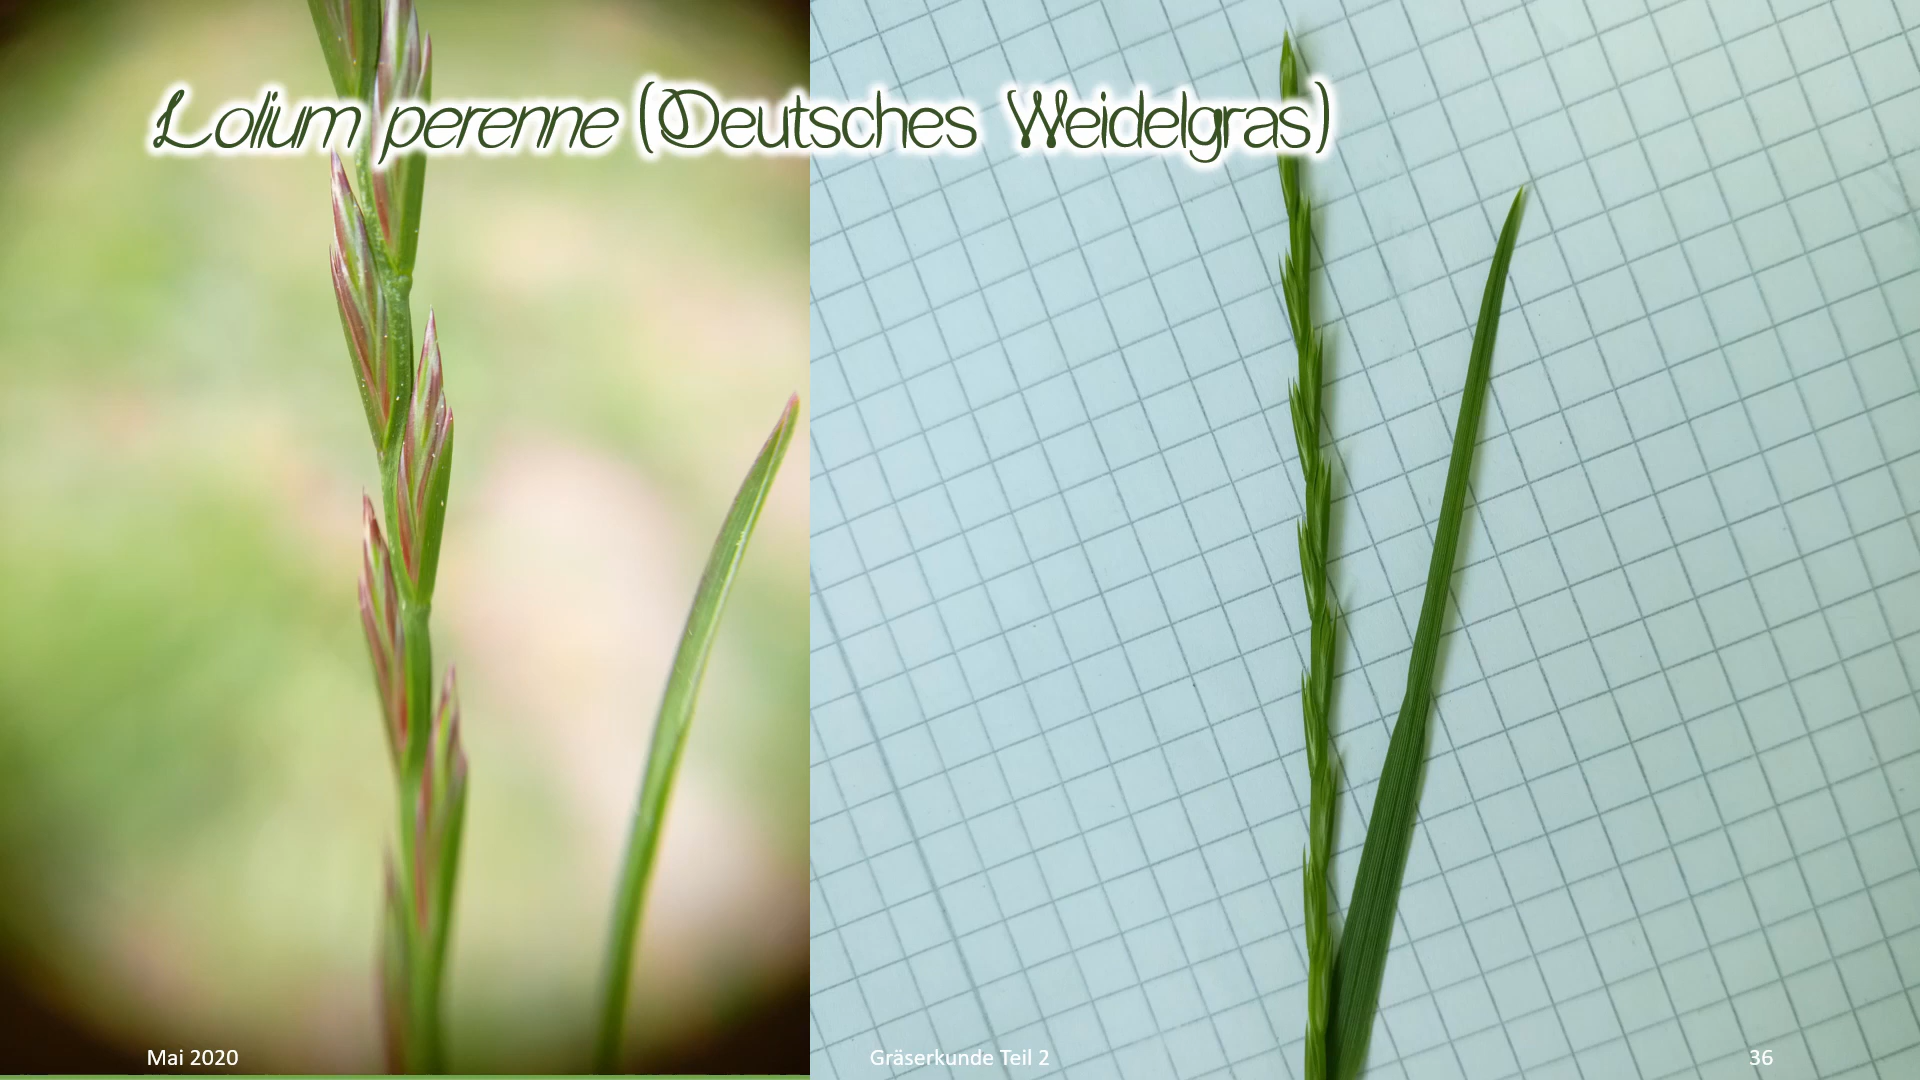 Lolium perenne (Deutsches Weidelgras)
Mai 2020
Gräserkunde Teil 2
36